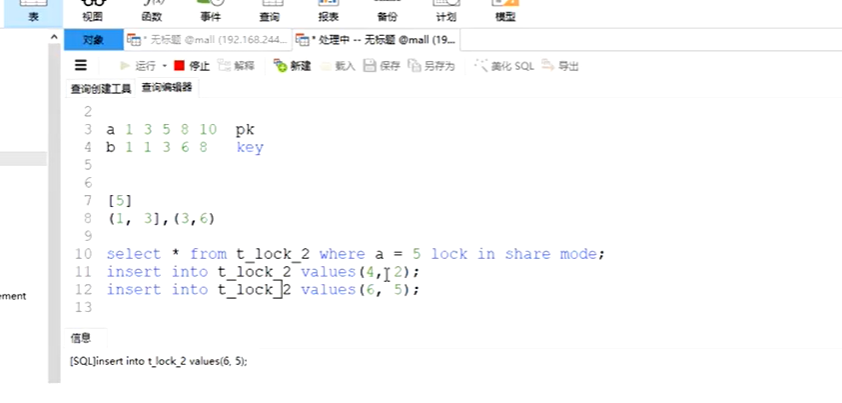 表 视图 函数 事件 查询 报表 备份 计划 模型
对象 * 无标题 @mall (192.168.244... * 处理中 -- 无标题 @mall (19...
运行 停止 解释 新建 载入 保存 另存为 美化 SQL 导出
查询创建工具 查询编辑器
2
3 a 1 3 5 8 10 pk
4 b 1 1 3 6 8 key
5
6
7 [5]
8 (1, 3],(3,6)
9
10 select * from t_lock_2 where a = 5 lock in share mode;
11 insert into t_lock_2 values(4, 2);
12 insert into t_lock_2 values(6, 5);
13
ement
信息
[SQL]insert into t_lock_2 values(6, 5);